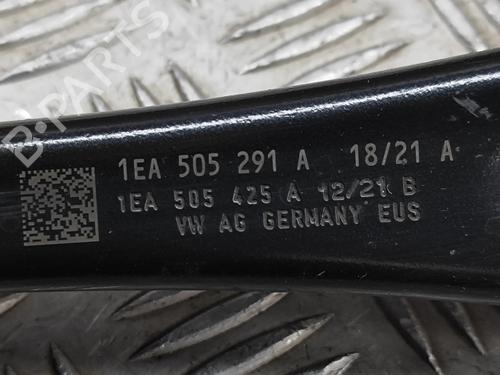 1EA 505 291 A 18/21 A
1EA 505 425 A 12/21 B
VW AG GERMANY EUS
B-PARTS